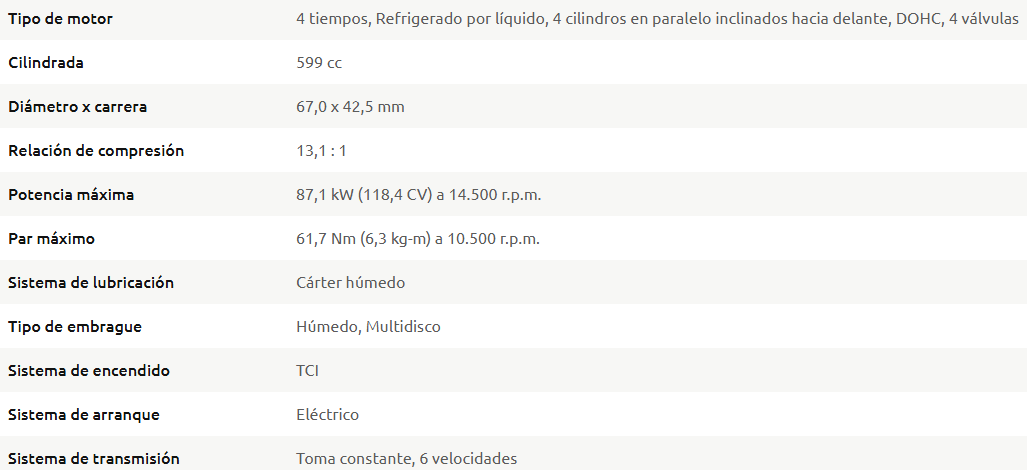 Tipo de motor 4 tiempos, Refrigerado por líquido, 4 cilindros en paralelo inclinados hacia delante, DOHC, 4 válvulas
Cilindrada 599 cc
Diámetro x carrera 67,0 x 42,5 mm
Relación de compresión 13,1 : 1
Potencia máxima 87,1 kW (118,4 CV) a 14.500 r.p.m.
Par máximo 61,7 Nm (6,3 kg-m) a 10.500 r.p.m.
Sistema de lubricación Cárter húmedo
Tipo de embrague Húmedo, Multidisco
Sistema de encendido TCI
Sistema de arranque Eléctrico
Sistema de transmisión Toma constante, 6 velocidades